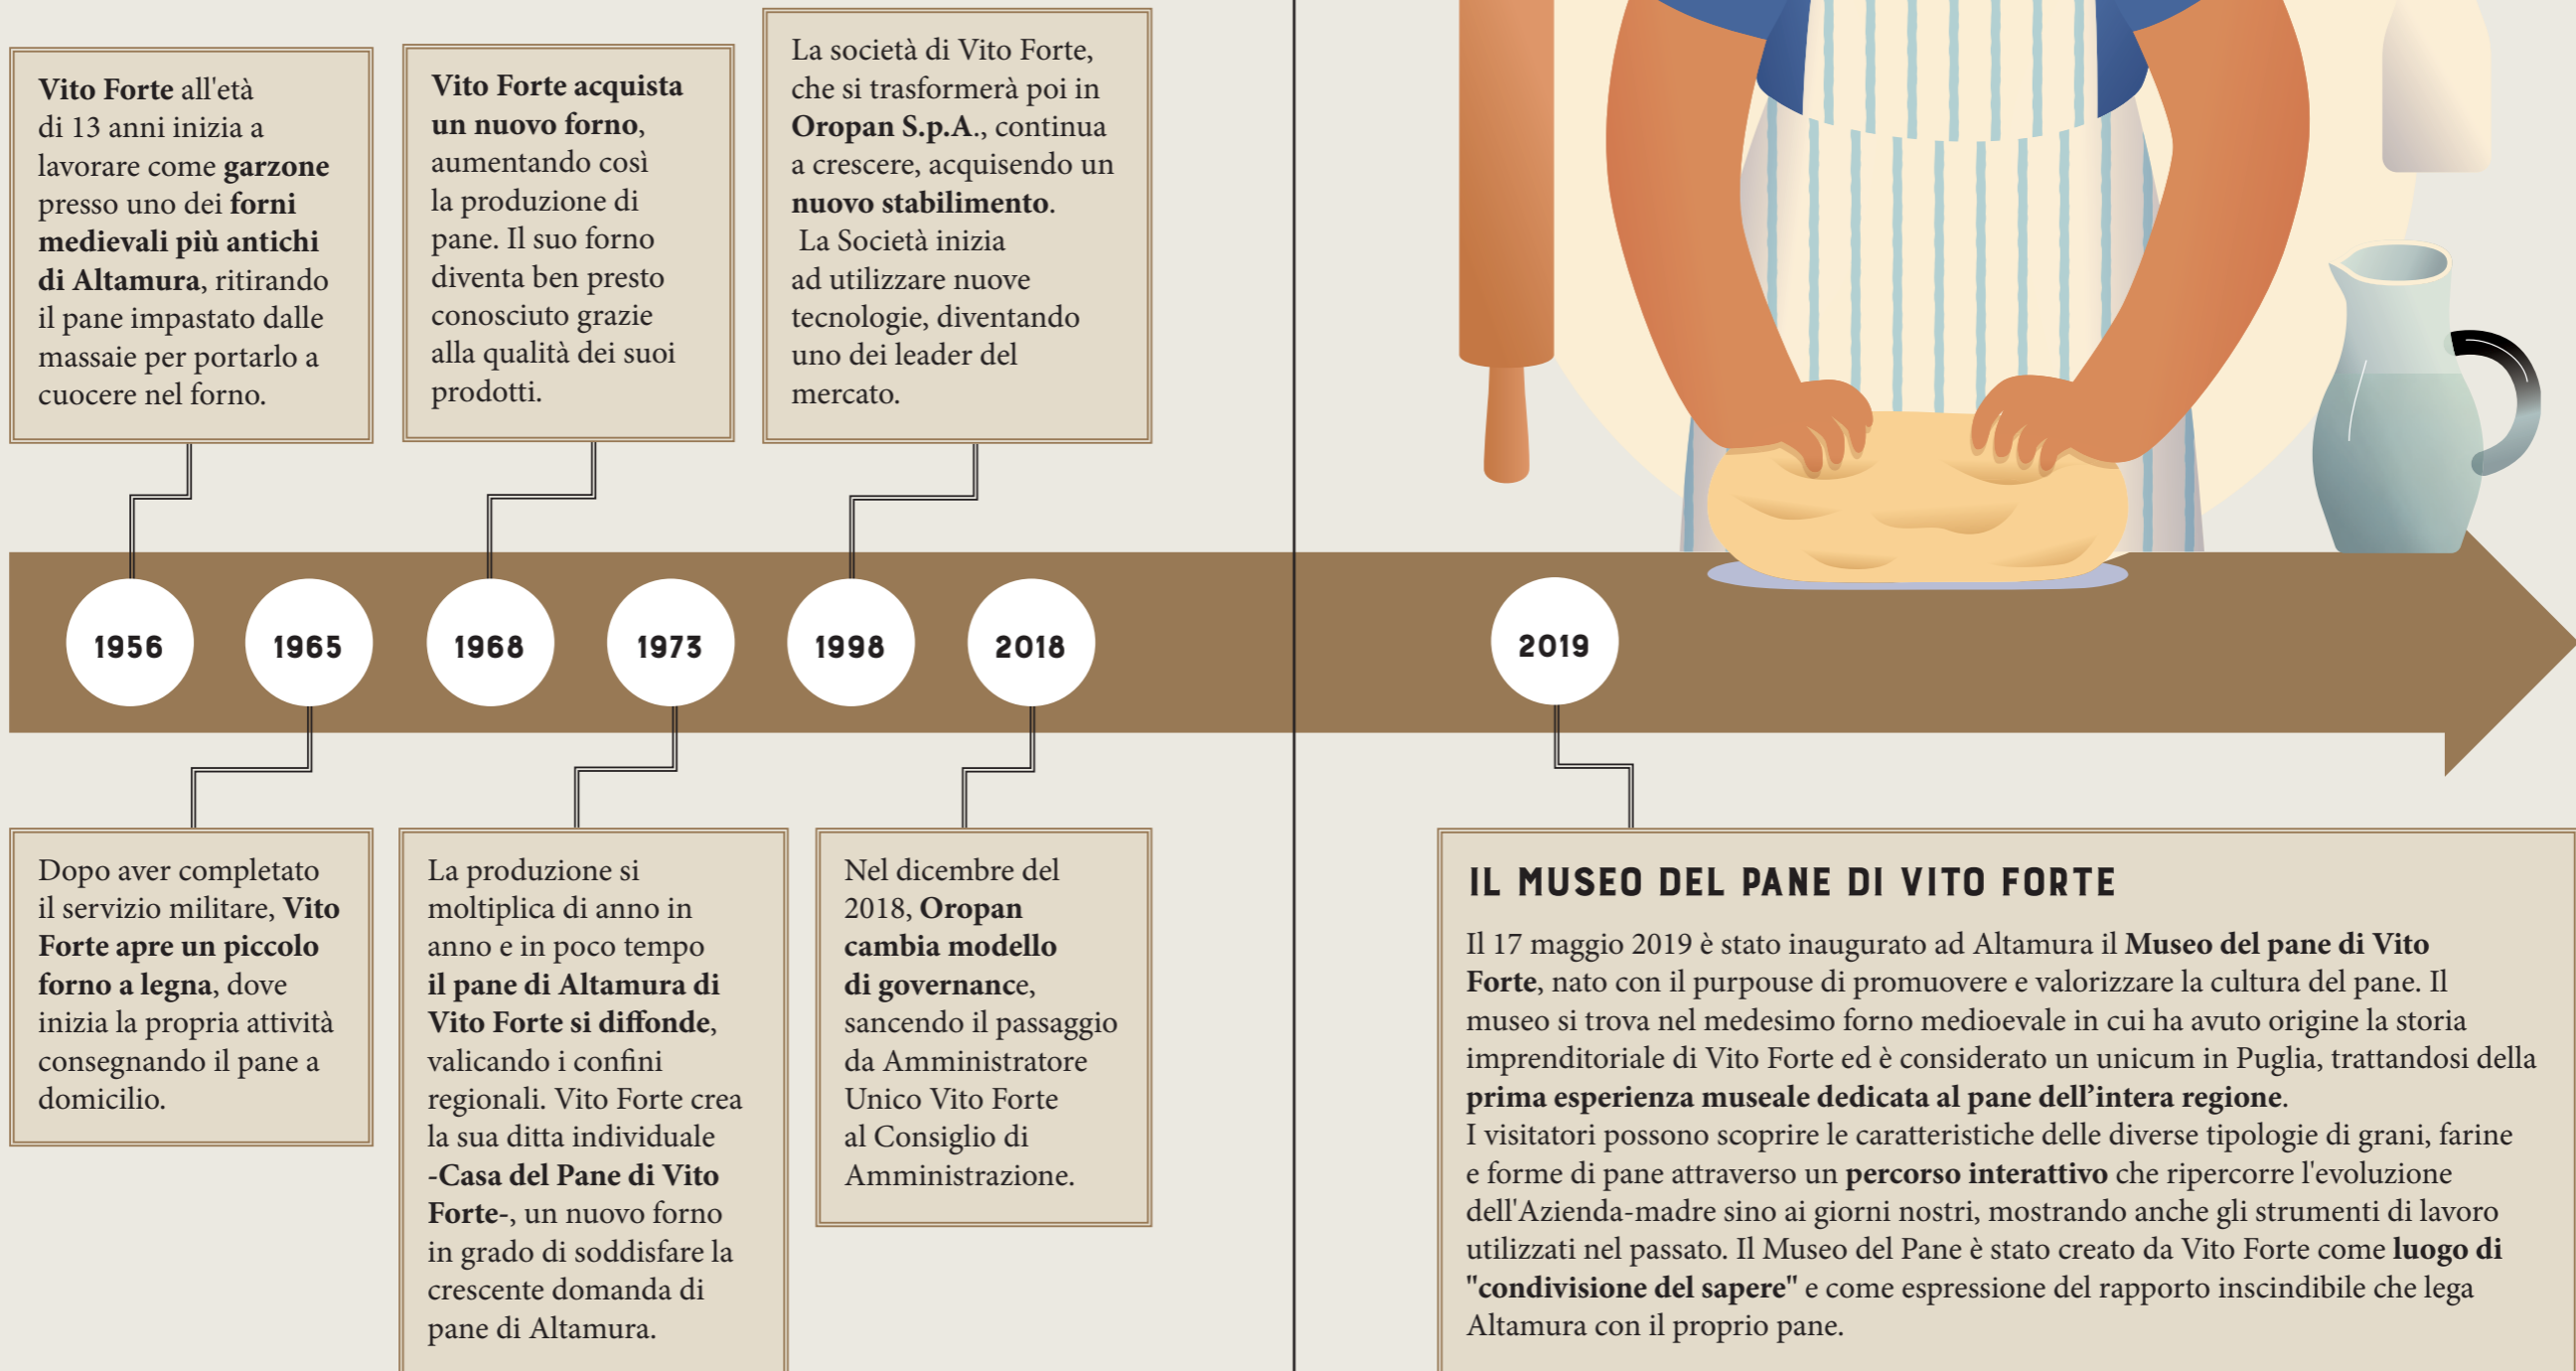 Vito Forte all'età
di 13 anni inizia a
lavorare come garzone
presso uno dei forni
medievali più antichi
di Altamura, ritirando
il pane impastato dalle
massaie per portarlo a
cuocere nel forno.
Vito Forte acquista
un nuovo forno,
aumentando così
la produzione di
pane. Il suo forno
diventa ben presto
conosciuto grazie
alla qualità dei suoi
prodotti.
La società di Vito Forte,
che si trasformerà poi in
Oropan S.p.A., continua
a crescere, acquisendo un
nuovo stabilimento.
La Società inizia
ad utilizzare nuove
tecnologie, diventando
uno dei leader del
mercato.
1956
1965
1968
1973
1998
2018
2019
Dopo aver completato
il servizio militare, Vito
Forte apre un piccolo
forno a legna, dove
inizia la propria attività
consegnando il pane a
domicilio.
La produzione si
moltiplica di anno in
anno e in poco tempo
il pane di Altamura di
Vito Forte si diffonde,
valicando i confini
regionali. Vito Forte crea
la sua ditta individuale
-Casa del Pane di Vito
Forte-, un nuovo forno
in grado di soddisfare la
crescente domanda di
pane di Altamura.
Nel dicembre del
2018, Oropan
cambia modello
di governance,
sancendo il passaggio
da Amministratore
Unico Vito Forte
al Consiglio di
Amministrazione.
IL MUSEO DEL PANE DI VITO FORTE
Il 17 maggio 2019 è stato inaugurato ad Altamura il Museo del pane di Vito
Forte, nato con il purpouse di promuovere e valorizzare la cultura del pane. Il
museo si trova nel medesimo forno medioevale in cui ha avuto origine la storia
imprenditoriale di Vito Forte ed è considerato un unicum in Puglia, trattandosi della
prima esperienza museale dedicata al pane dell’intera regione.
I visitatori possono scoprire le caratteristiche delle diverse tipologie di grani, farine
e forme di pane attraverso un percorso interattivo che ripercorre l'evoluzione
dell'Azienda-madre sino ai giorni nostri, mostrando anche gli strumenti di lavoro
utilizzati nel passato. Il Museo del Pane è stato creato da Vito Forte come luogo di
"condivisione del sapere" e come espressione del rapporto inscindibile che lega
Altamura con il proprio pane.